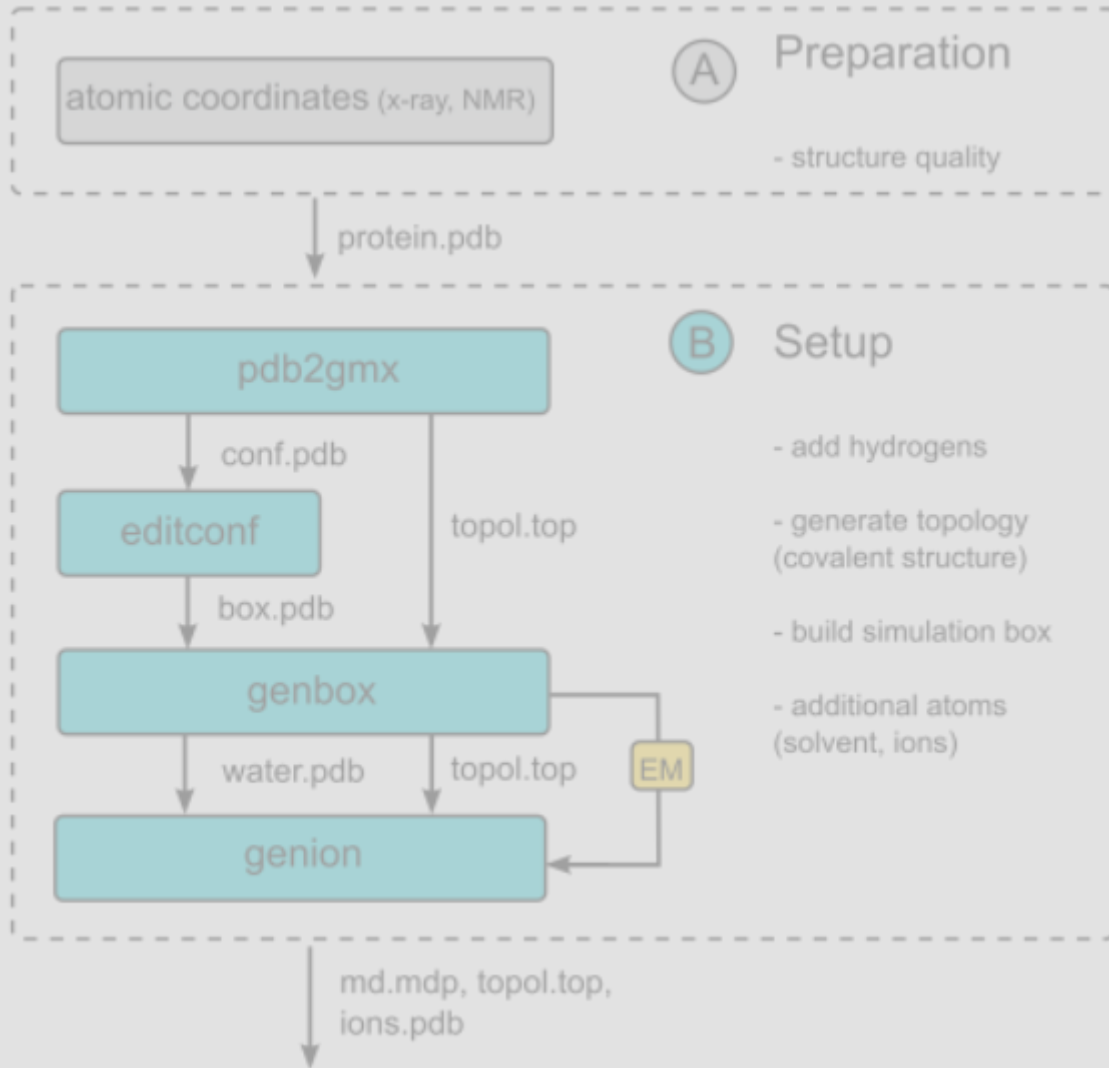 A Preparation
atomic coordinates (x-ray, NMR)
- structure quality
protein.pdb
B Setup
pdb2gmx
- add hydrogens
conf.pdb
- generate topology
(covalent structure)
editconf
topol.top
box.pdb
- build simulation box
genbox
- additional atoms
(solvent, ions)
water.pdb
topol.top
EM
genion
md.mdp, topol.top,
ions.pdb